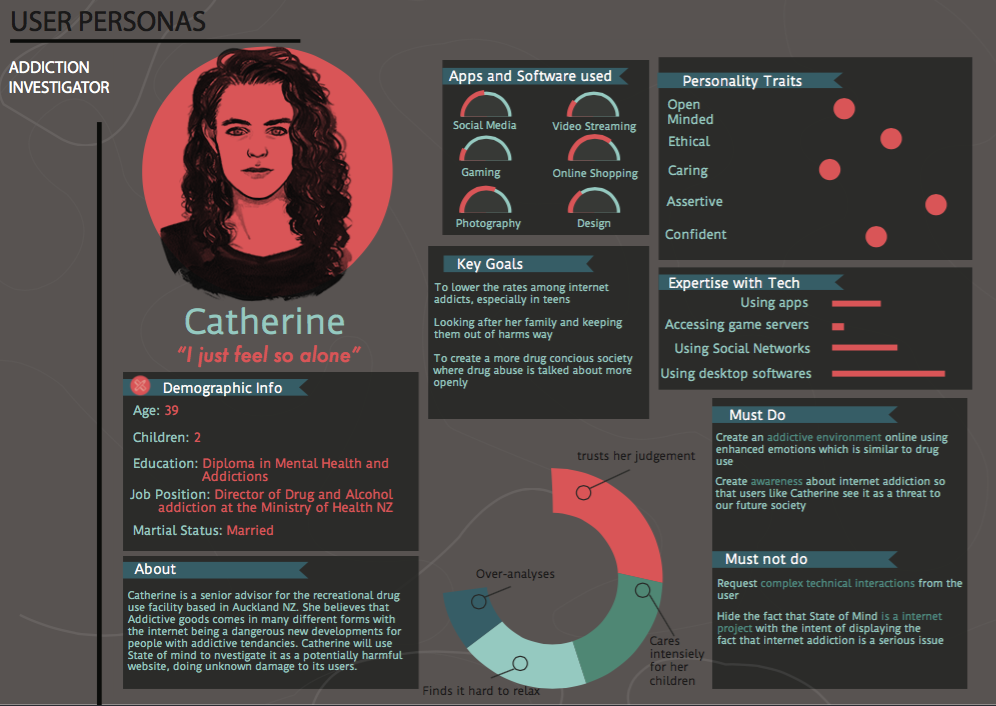 USER PERSONAS
ADDICTION
INVESTIGATOR
Catherine
“I just feel so alone”
Demographic Info
Age: 39
Children: 2
Education: Diploma in Mental Health and
Addictions
Job Position: Director of Drug and Alcohol
addiction at the Ministry of Health NZ
Martial Status: Married
About
Catherine is a senior advisor for the recreational drug
use facility based in Auckland NZ. She believes that
Addictive goods comes in many different forms with
the internet being a dangerous new developments for
people with addictive tendancies. Catherine will use
State of mind to nvestigate it as a potentially harmful
website, doing unknown damage to its users.
Apps and Software used
Social Media
Video Streaming
Gaming
Online Shopping
Photography
Design
Key Goals
To lower the rates among internet
addicts, especially in teens
Looking after her family and keeping
them out of harms way
To create a more drug concious society
where drug abuse is talked about more
openly
trusts her judgement
Over-analyses
Cares
intensiely
for her
children
Finds it hard to relax
Personality Traits
Open
Minded
Ethical
Caring
Assertive
Confident
Expertise with Tech
Using apps
Accessing game servers
Using Social Networks
Using desktop softwares
Must Do
Create an addictive environment online using
enhanced emotions which is similar to drug
use
Create awareness about internet addiction so
that users like Catherine see it as a threat to
our future society
Must not do
Request complex technical interactions from the
user
Hide the fact that State of Mind is a internet
project with the intent of displaying the
fact that internet addiction is a serious issue